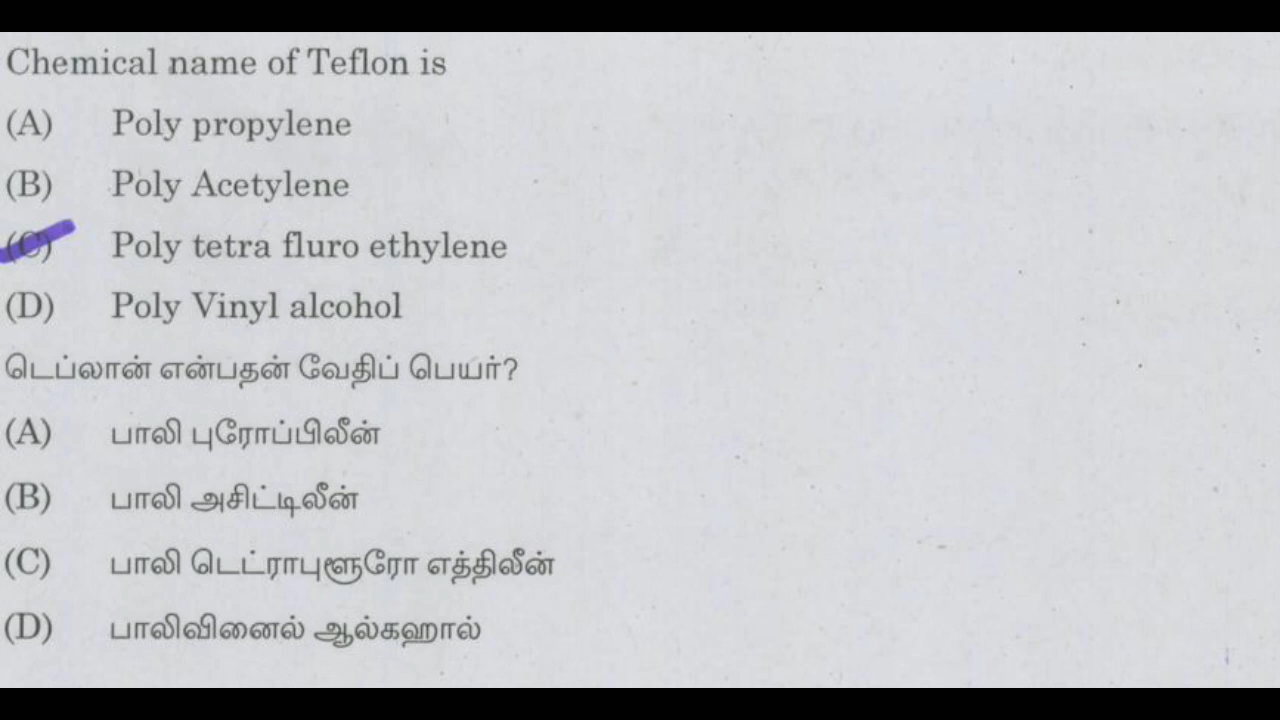 Chemical name of Teflon is
(A) Poly propylene
(B) Poly Acetylene
(C) Poly tetra fluro ethylene
(D) Poly Vinyl alcohol
டெப்லான் என்பதன் வேதிப் பெயர்?
(A) பாலி புரோப்பிலீன்
(B) பாலி அசிட்டிலீன்
(C) பாலி டெட்ராபுளூரோ எத்திலீன்
(D) பாலிவினைல் ஆல்கஹால்